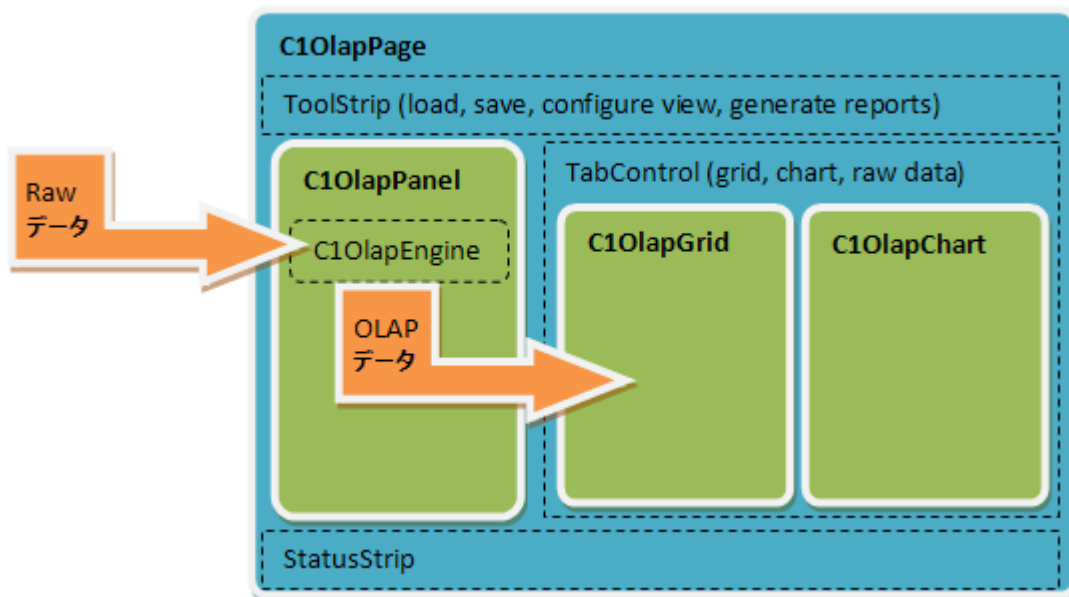 C1OlapPage
ToolStrip (load, save, configure view, generate reports)
Raw
データ
C1OlapPanel
C1OlapEngine
OLAP
データ
TabControl (grid, chart, raw data)
C1OlapGrid
C1OlapChart
StatusStrip